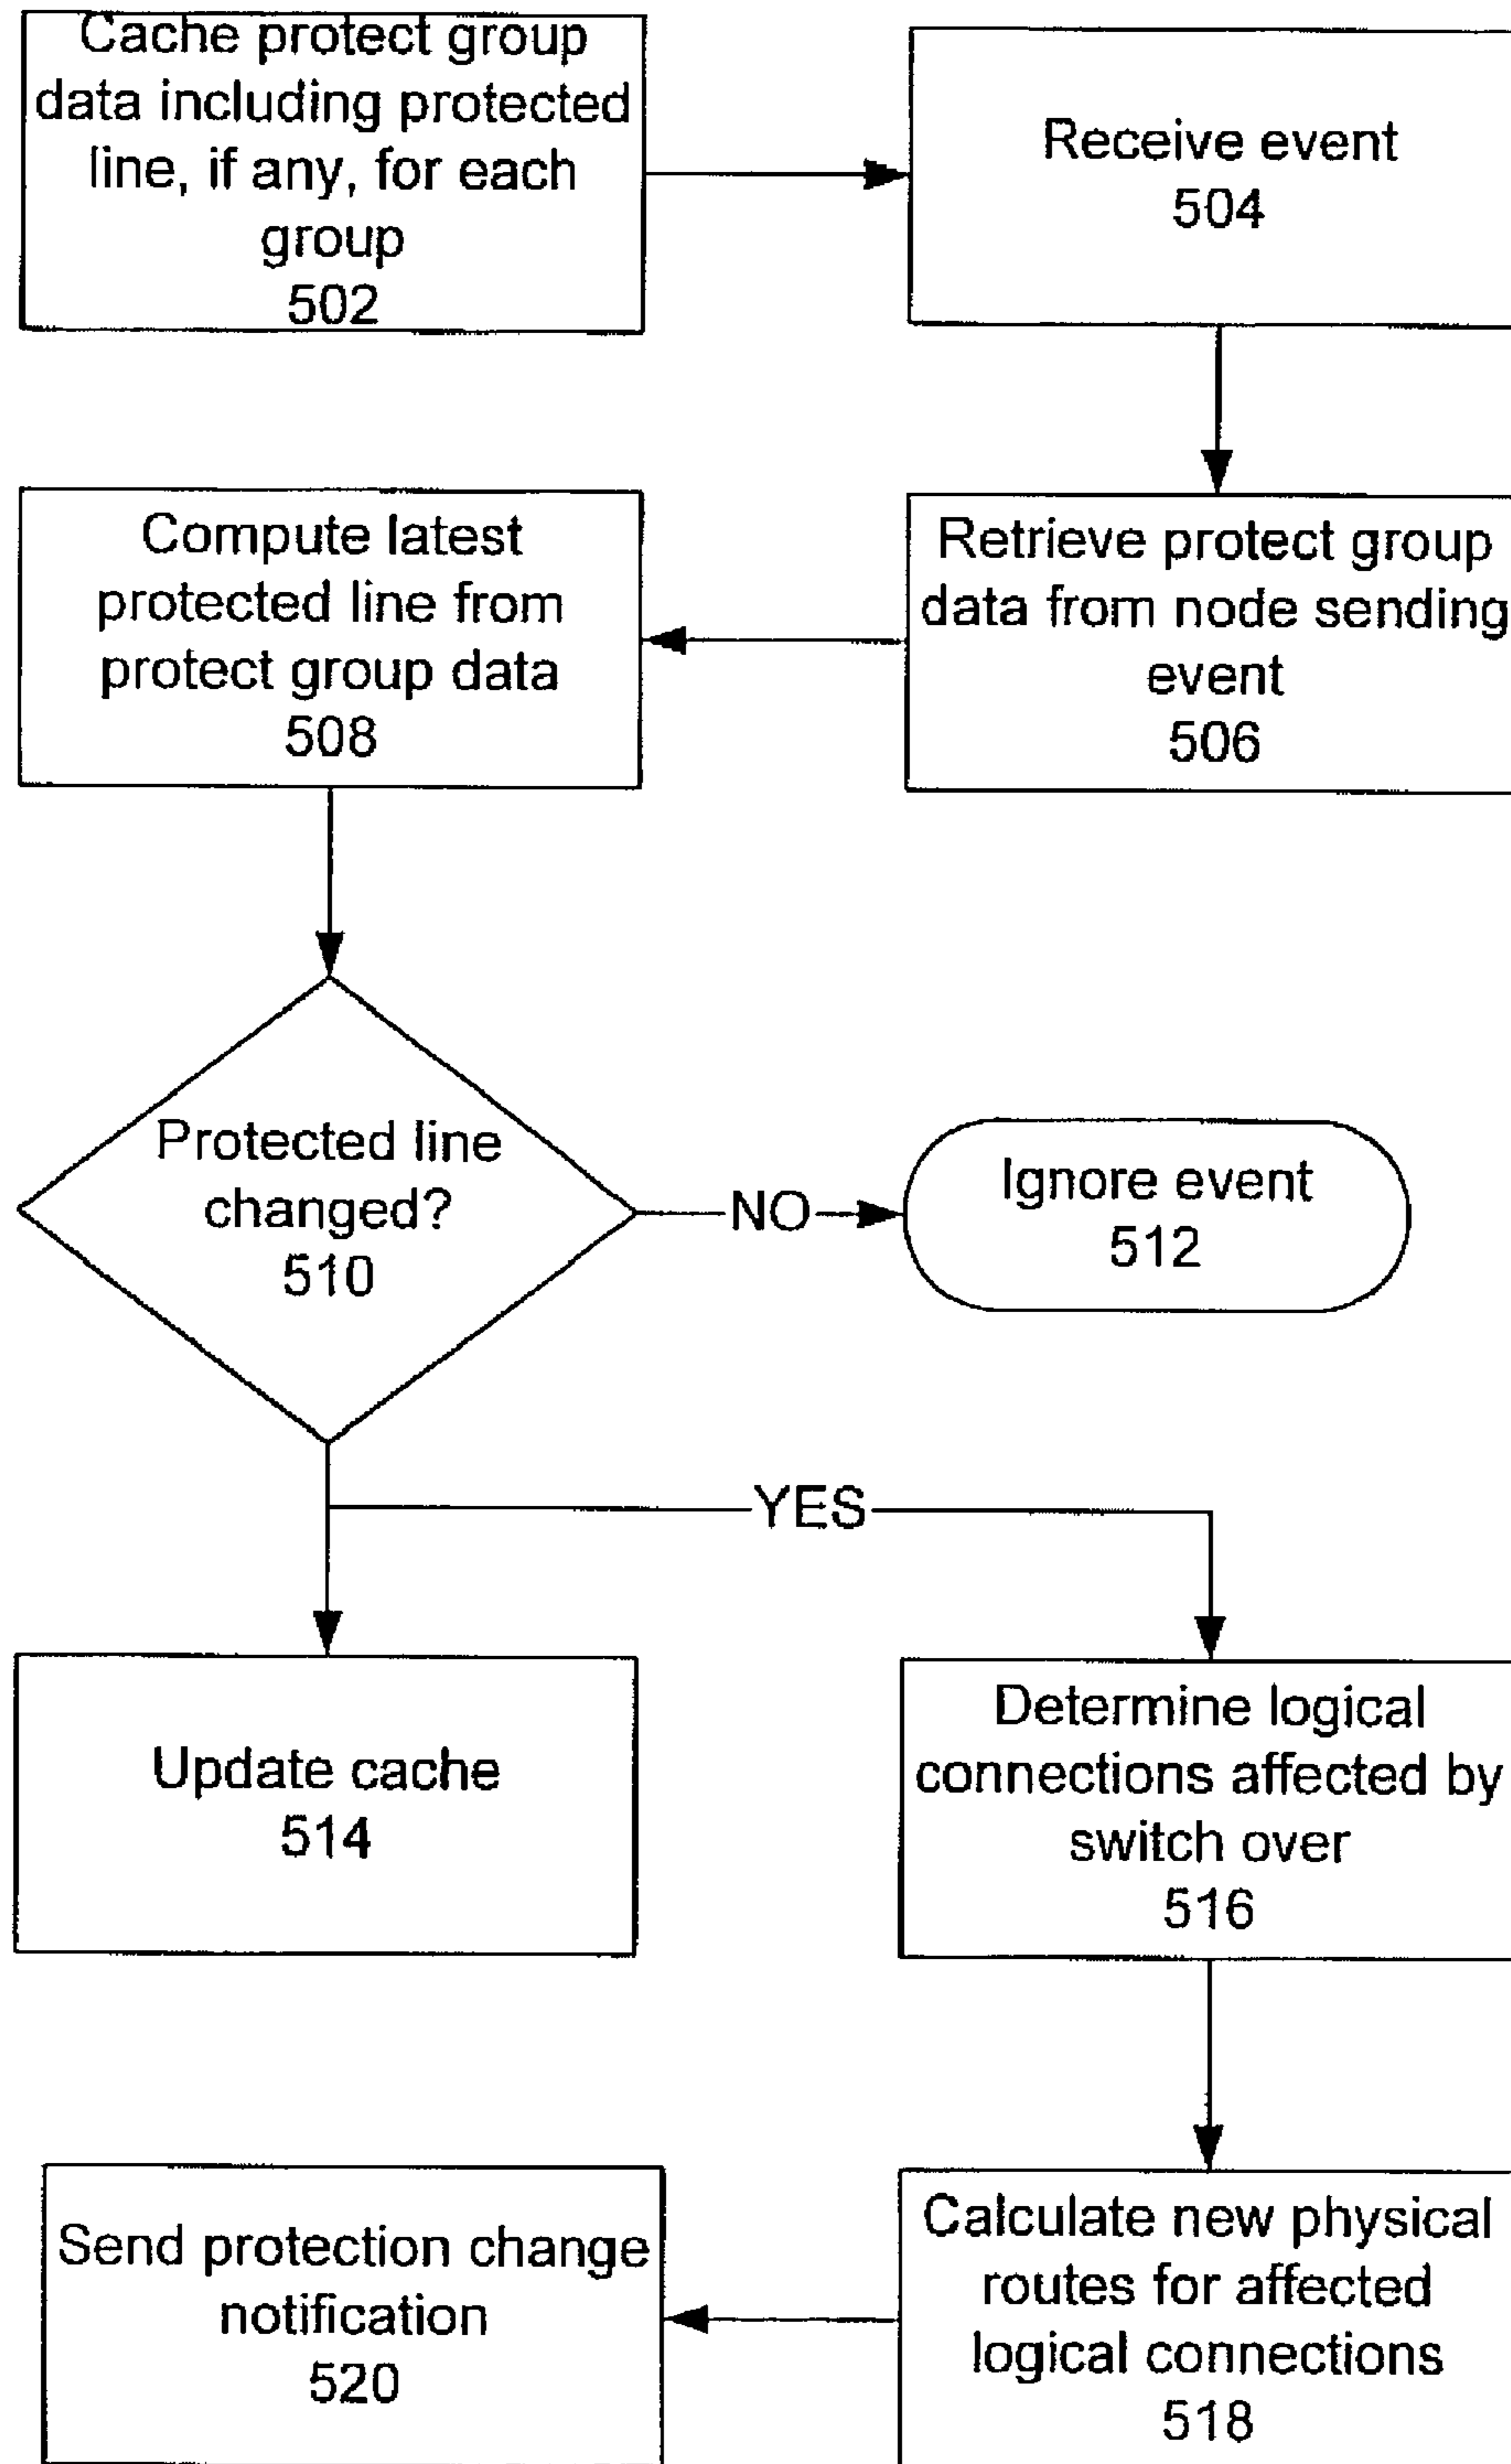 Cache protect group
data including protected
line, if any, for each
group
502
Receive event
504
Retrieve protect group
data from node sending
event
506
Compute latest
protected line from
protect group data
508
Protected line
changed?
510
NO
Ignore event
512
YES
Update cache
514
Determine logical
connections affected by
switch over
516
Calculate new physical
routes for affected
logical connections
518
Send protection change
notification
520